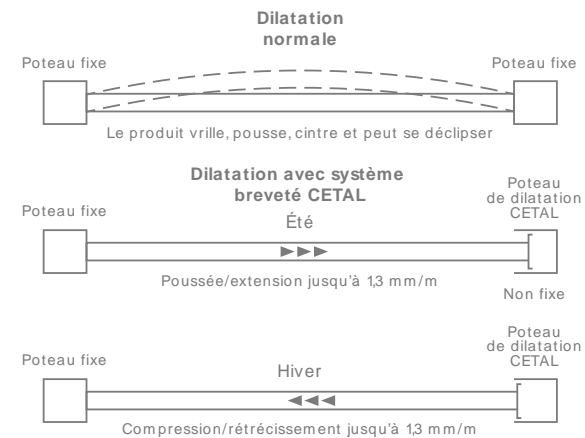 Dilatation
normale
Poteau fixe
Poteau fixe
Le produit vrille, pousse, cintre et peut se déclipser
Dilatation avec système
breveté CETAL
Poteau fixe
Été
Poteau
de dilatation
CETAL
Poussée/extension jusqu'à 1,3 mm/m
Non fixe
Poteau fixe
Hiver
Poteau
de dilatation
CETAL
Compression/rétrécissement jusqu'à 1,3 mm/m